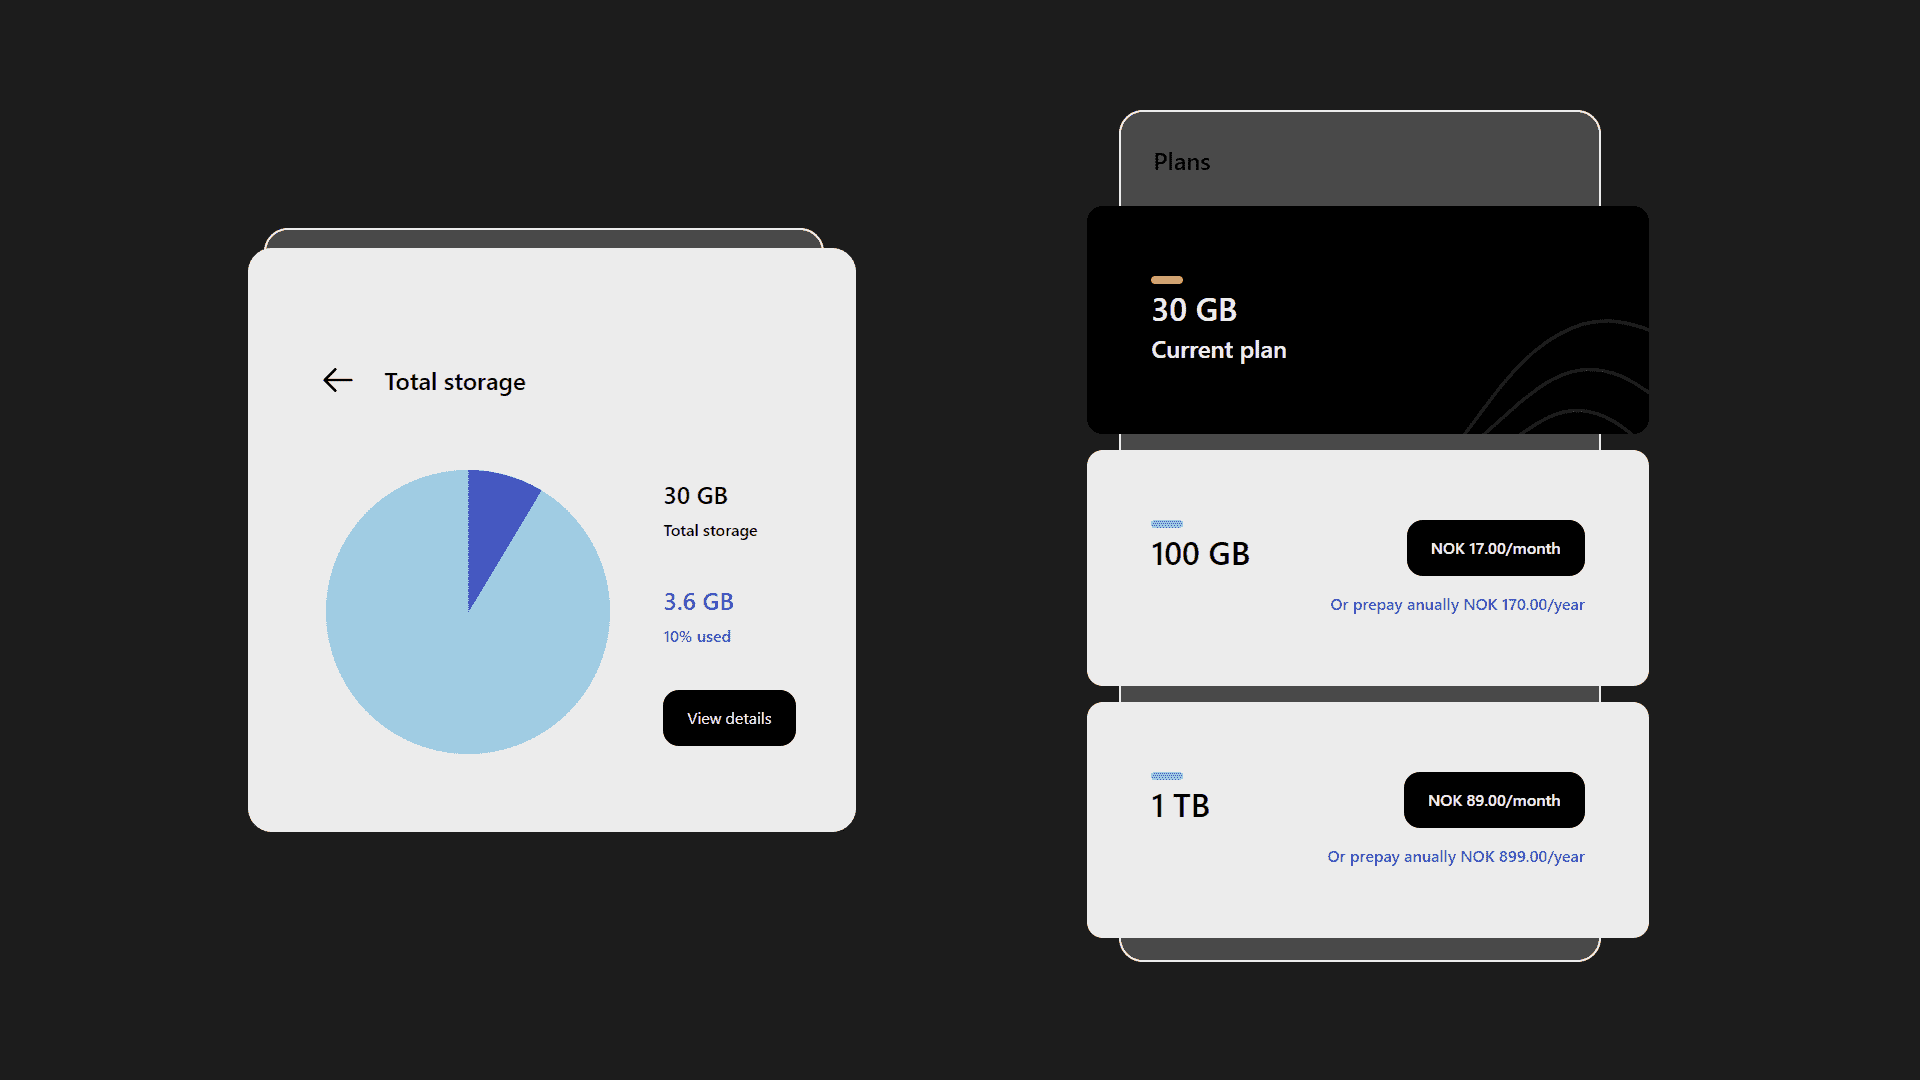 Total storage
30 GB
Total storage
3.6 GB
10% used
View details
Plans
30 GB
Current plan
100 GB
NOK 17.00/month
Or prepay anually NOK 170.00/year
1 TB
NOK 89.00/month
Or prepay anually NOK 899.00/year